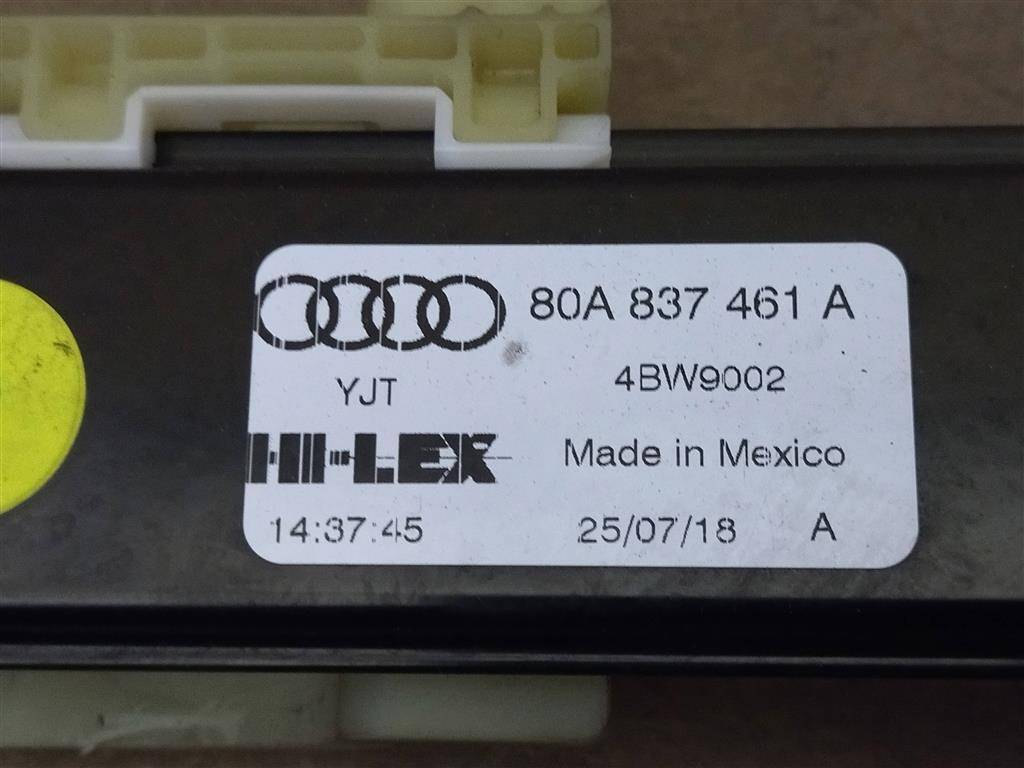 80A 837 461 A
YJT 4BW9002
HI-LEX Made in Mexico
14:37:45 25/07/18 A